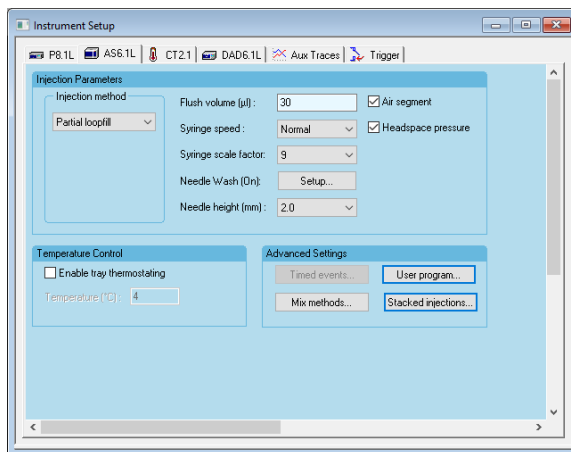 Instrument Setup
P8.1L AS6.1L CT2.1 DAD6.1L Aux Traces Trigger
Injection Parameters
Injection method
Partial loopfill
Flush volume (µl) : 30 Air segment
Syringe speed : Normal Headspace pressure
Syringe scale factor: 9
Needle Wash (On): Setup...
Needle height (mm) : 2.0
Temperature Control
Enable tray thermostating
Temperature (°C) : 4
Advanced Settings
Timed events... User program...
Mix methods... Stacked injections...